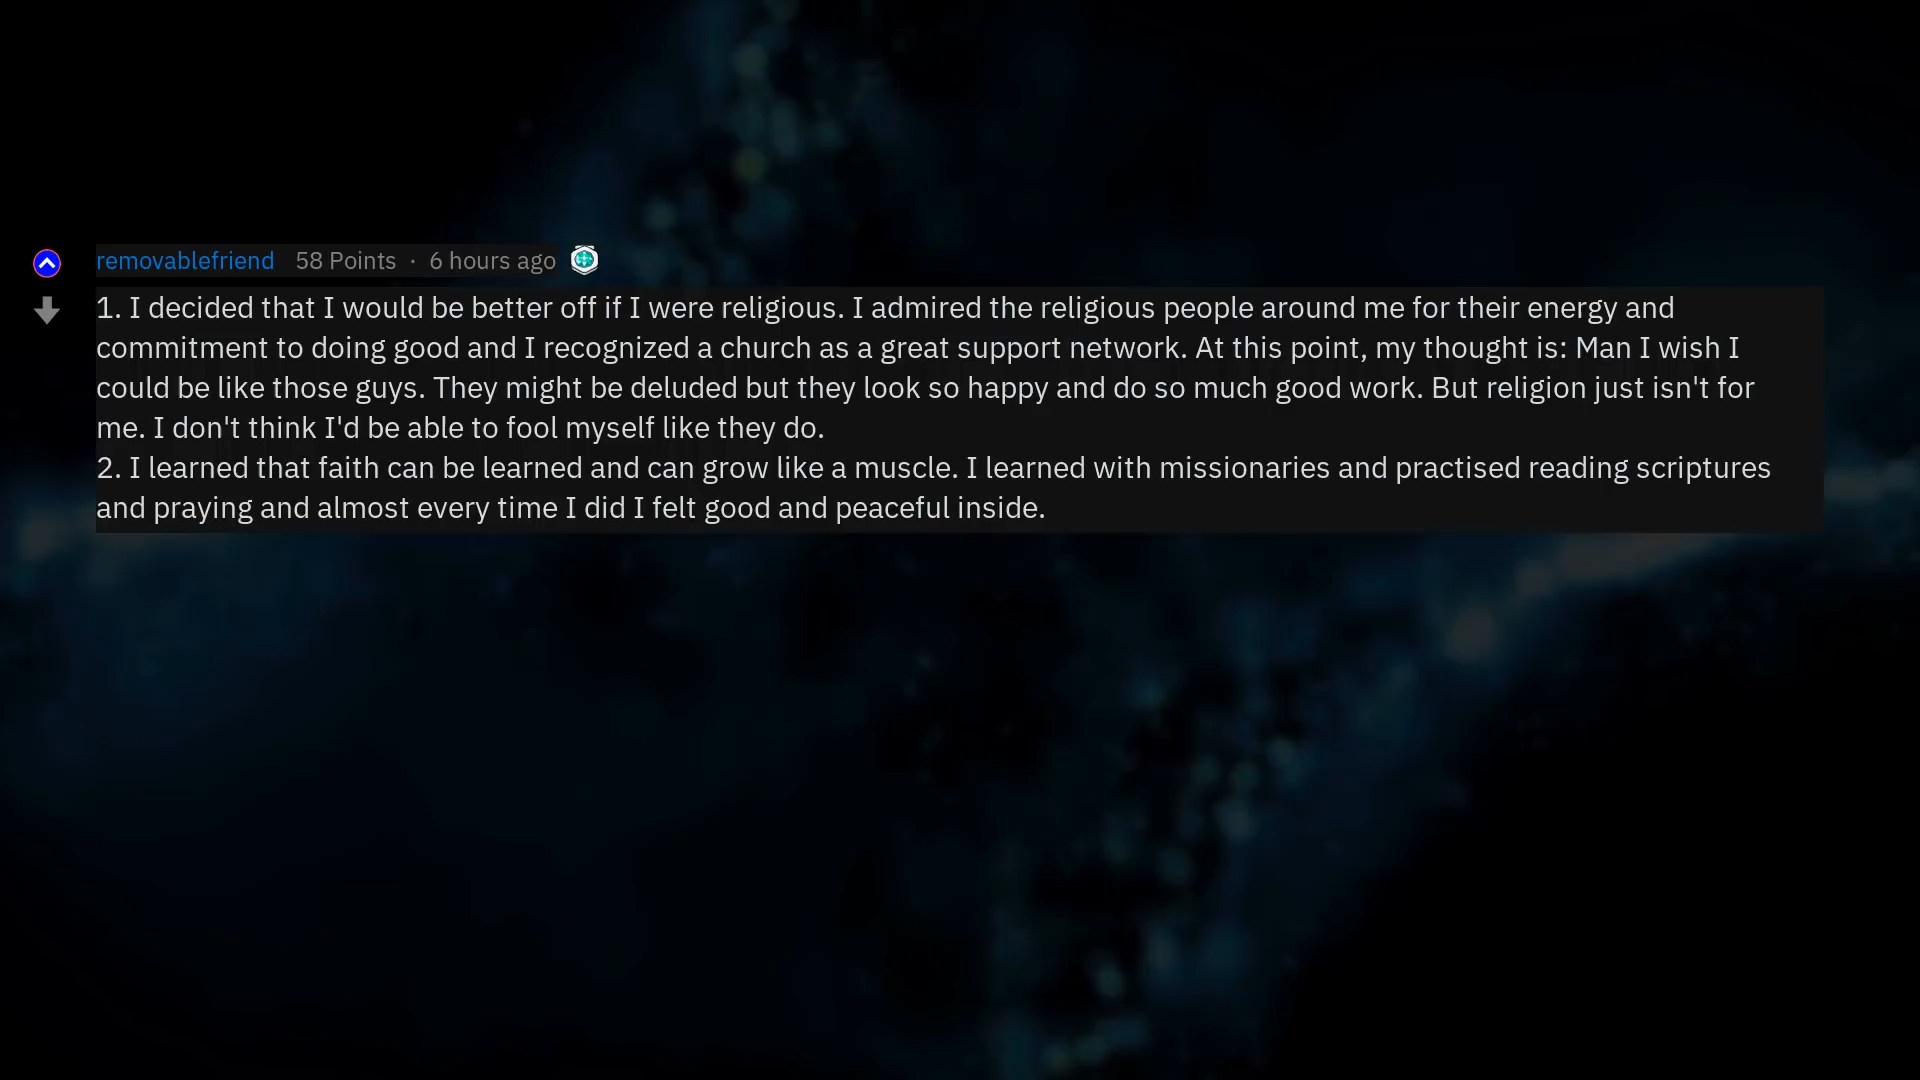 removablefriend 58 Points · 6 hours ago
1. I decided that I would be better off if I were religious. I admired the religious people around me for their energy and
commitment to doing good and I recognized a church as a great support network. At this point, my thought is: Man I wish I
could be like those guys. They might be deluded but they look so happy and do so much good work. But religion just isn't for
me. I don't think I'd be able to fool myself like they do.
2. I learned that faith can be learned and can grow like a muscle. I learned with missionaries and practised reading scriptures
and praying and almost every time I did I felt good and peaceful inside.